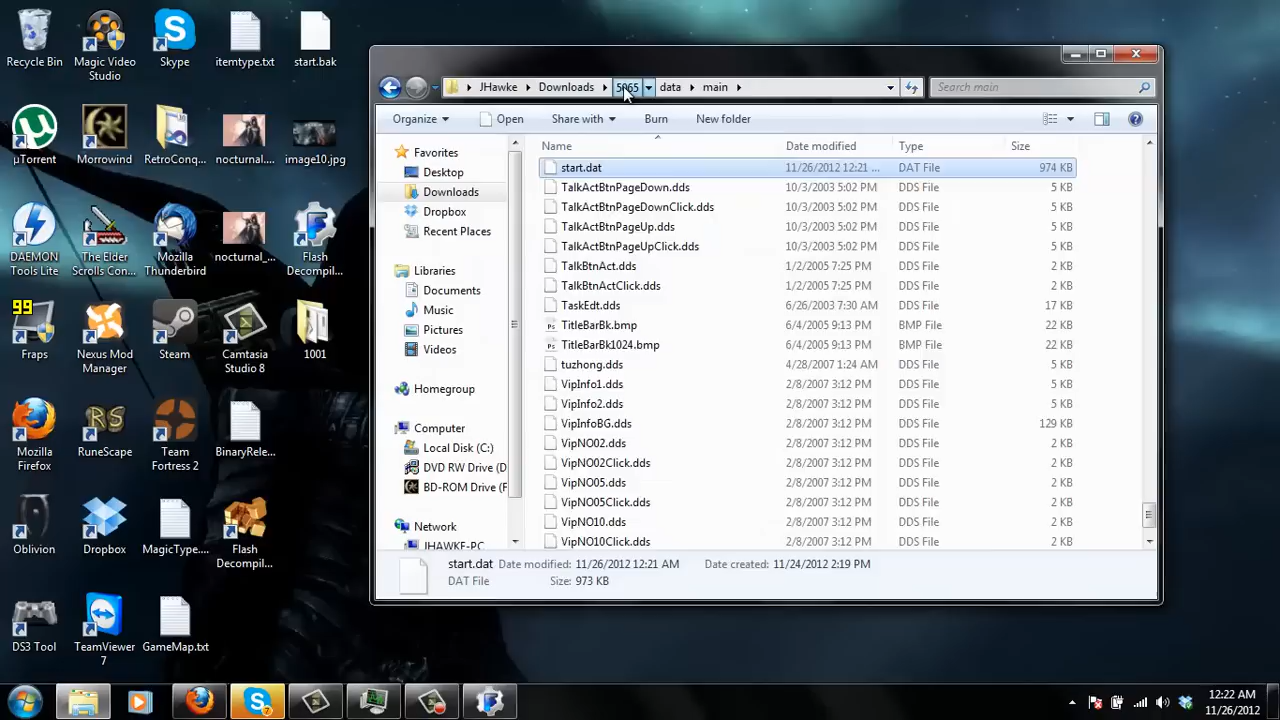 Recycle Bin
Magic Video
Studio
Skype
itemtype.txt
start.bak
µTorrent
Morrowind
RetroConq...
nocturnal....
image10.jpg
DAEMON
Tools Lite
The Elder
Scrolls Con...
Mozilla
Thunderbird
nocturnal_...
Flash
Decompil...
99
Fraps
Nexus Mod
Manager
Steam
Camtasia
Studio 8
1001
Mozilla
Firefox
RS
RuneScape
Team
Fortress 2
BinaryRele...
Oblivion
Dropbox
MagicType....
Flash
Decompil...
DS3 Tool
TeamViewer
7
GameMap.txt
JHawke
Downloads
5065
data
main
Search main
Organize
Open
Share with
Burn
New folder
Favorites
Desktop
Downloads
Dropbox
Recent Places
Libraries
Documents
Music
Pictures
Videos
Homegroup
Computer
Local Disk (C:)
DVD RW Drive (D
BD-ROM Drive (F
Network
JHAWKE-PC
Name Date modified Type Size
start.dat 11/26/2012 12:21 ... DAT File 974 KB
TalkActBtnPageDown.dds 10/3/2003 5:02 PM DDS File 5 KB
TalkActBtnPageDownClick.dds 10/3/2003 5:02 PM DDS File 5 KB
TalkActBtnPageUp.dds 10/3/2003 5:02 PM DDS File 5 KB
TalkActBtnPageUpClick.dds 10/3/2003 5:02 PM DDS File 5 KB
TalkBtnAct.dds 1/2/2005 7:25 PM DDS File 2 KB
TalkBtnActClick.dds 1/2/2005 7:25 PM DDS File 2 KB
TaskEdt.dds 6/26/2003 7:30 AM DDS File 17 KB
Ps TitleBarBk.bmp 6/4/2005 9:13 PM BMP File 22 KB
Ps TitleBarBk1024.bmp 6/4/2005 9:13 PM BMP File 22 KB
tuzhong.dds 4/28/2007 1:24 AM DDS File 2 KB
VipInfo1.dds 2/8/2007 3:12 PM DDS File 2 KB
VipInfo2.dds 2/8/2007 3:12 PM DDS File 2 KB
VipInfoBG.dds 2/8/2007 3:12 PM DDS File 129 KB
VipNO02.dds 2/8/2007 3:12 PM DDS File 2 KB
VipNO02Click.dds 2/8/2007 3:12 PM DDS File 2 KB
VipNO05.dds 2/8/2007 3:12 PM DDS File 2 KB
VipNO05Click.dds 2/8/2007 3:12 PM DDS File 2 KB
VipNO10.dds 2/8/2007 3:12 PM DDS File 2 KB
VipNO10Click.dds 2/8/2007 3:12 PM DDS File 2 KB
start.dat Date modified: 11/26/2012 12:21 AM Date created: 11/24/2012 2:19 PM
DAT File Size: 973 KB
12:22 AM
11/26/2012